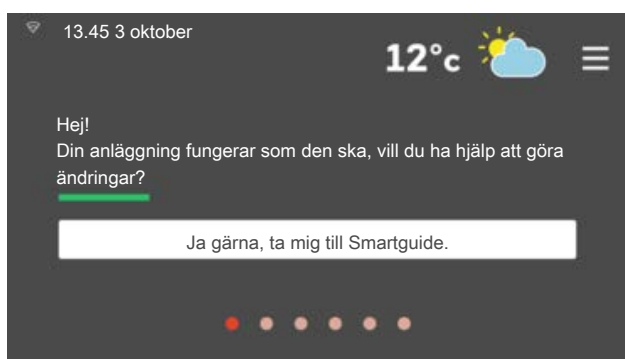 13.45 3 oktober
12°c
Hej!
Din anläggning fungerar som den ska, vill du ha hjälp att göra
ändringar?
Ja gärna, ta mig till Smartguide.